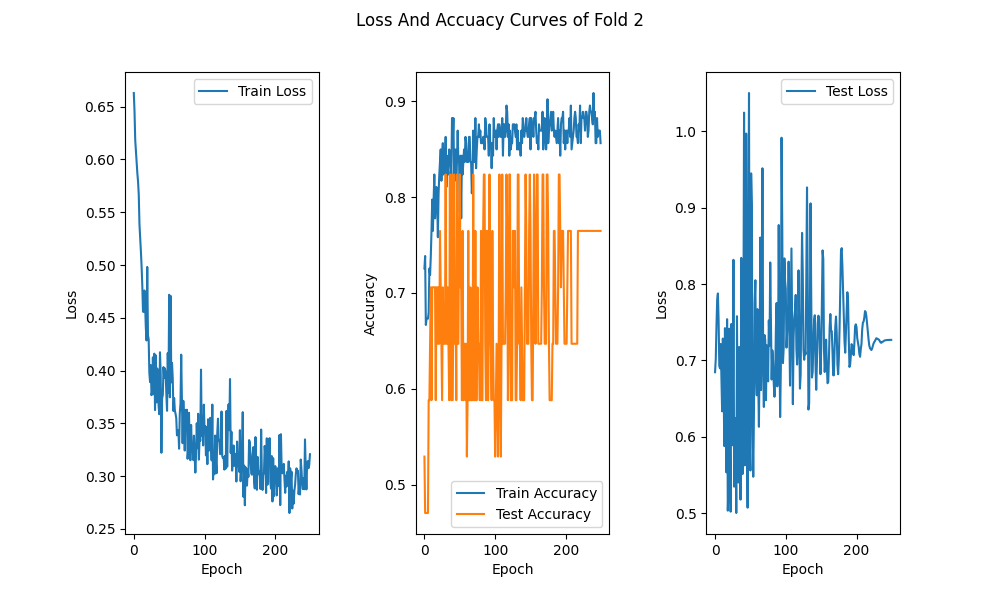 Loss And Accuacy Curves of Fold 2
Train Loss
0.65
0.60
0.55
0.50
0.45
0.40
0.35
0.30
0.25
Loss
0
100
200
Epoch
0.9
0.8
0.7
0.6
0.5
Accuracy
Train Accuracy
Test Accuracy
0
100
200
Epoch
Test Loss
1.0
0.9
0.8
0.7
0.6
0.5
Loss
0
100
200
Epoch